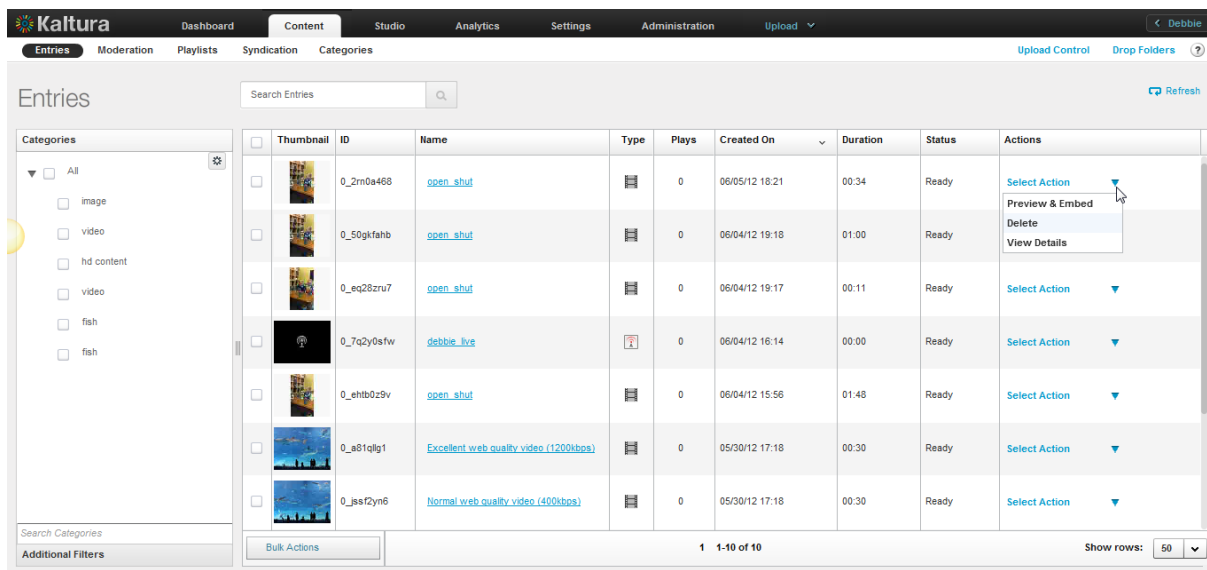 Kaltura Dashboard Content Studio Analytics Settings Administration Upload < Debbie
Entries Moderation Playlists Syndication Categories Upload Control Drop Folders ?
Entries Search Entries Refresh
Categories Thumbnail ID Name Type Plays Created On Duration Status Actions
All
image
video
hd content
video
fish
fish
Search Categories
Additional Filters
0_2rn0a468 open_shut 0 06/05/12 18:21 00:34 Ready Select Action
Preview & Embed
Delete
View Details
0_50gkfahb open_shut 0 06/04/12 19:18 01:00 Ready
0_eq28zru7 open_shut 0 06/04/12 19:17 00:11 Ready Select Action
0_7q2y0sfw debbie_live 0 06/04/12 16:14 00:00 Ready Select Action
0_ehtb0z9v open_shut 0 06/04/12 15:56 01:48 Ready Select Action
0_a81qllg1 Excellent web quality video (1200kbps) 0 05/30/12 17:18 00:30 Ready Select Action
0_jssf2yn6 Normal web quality video (400kbps) 0 05/30/12 17:18 00:30 Ready Select Action
Bulk Actions 1 1-10 of 10 Show rows: 50